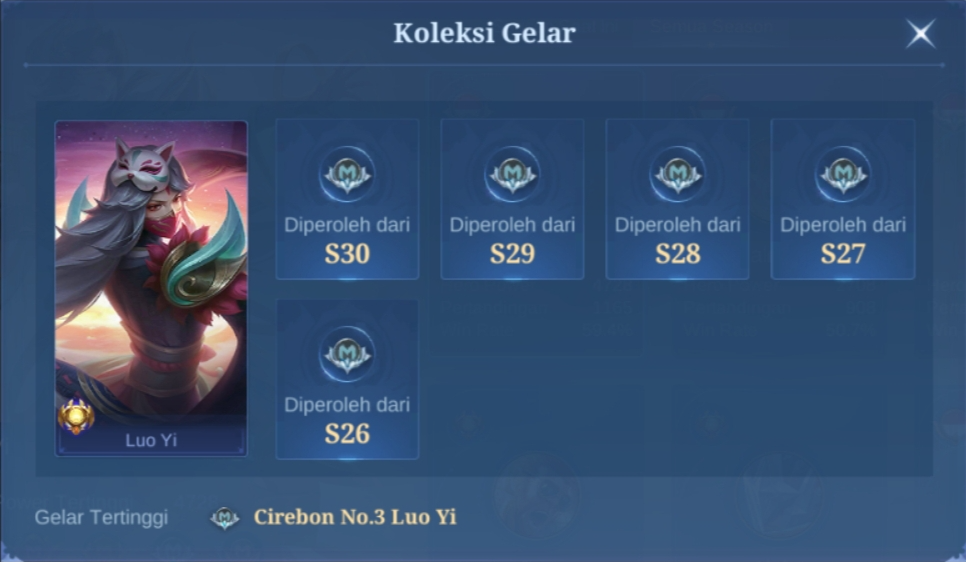 Koleksi Gelar
Diperoleh dari
S30
Diperoleh dari
S29
Diperoleh dari
S28
Diperoleh dari
S27
Diperoleh dari
S26
Luo Yi
Gelar Tertinggi
Cirebon No.3 Luo Yi